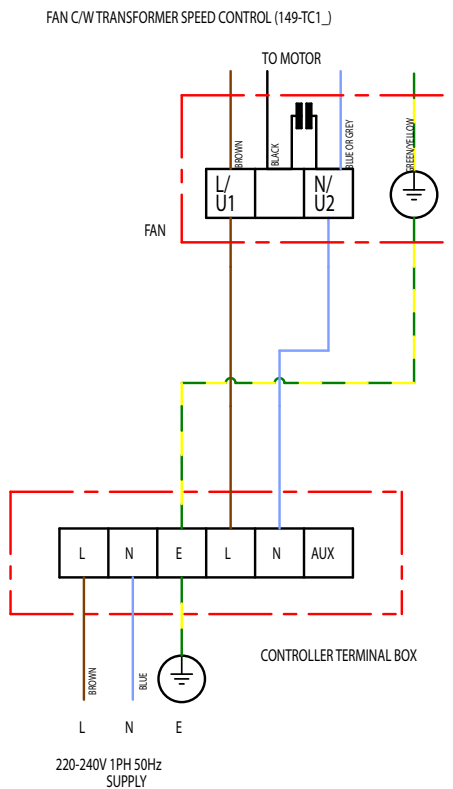 FAN C/W TRANSFORMER SPEED CONTROL (149-TC1_)
TO MOTOR
BROWN
BLACK
BLUE OR GREY
GREEN/YELLOW
L/
U1
N/
U2
FAN
L N E L N AUX
BROWN
BLUE
CONTROLLER TERMINAL BOX
L N E
220-240V 1PH 50Hz
SUPPLY